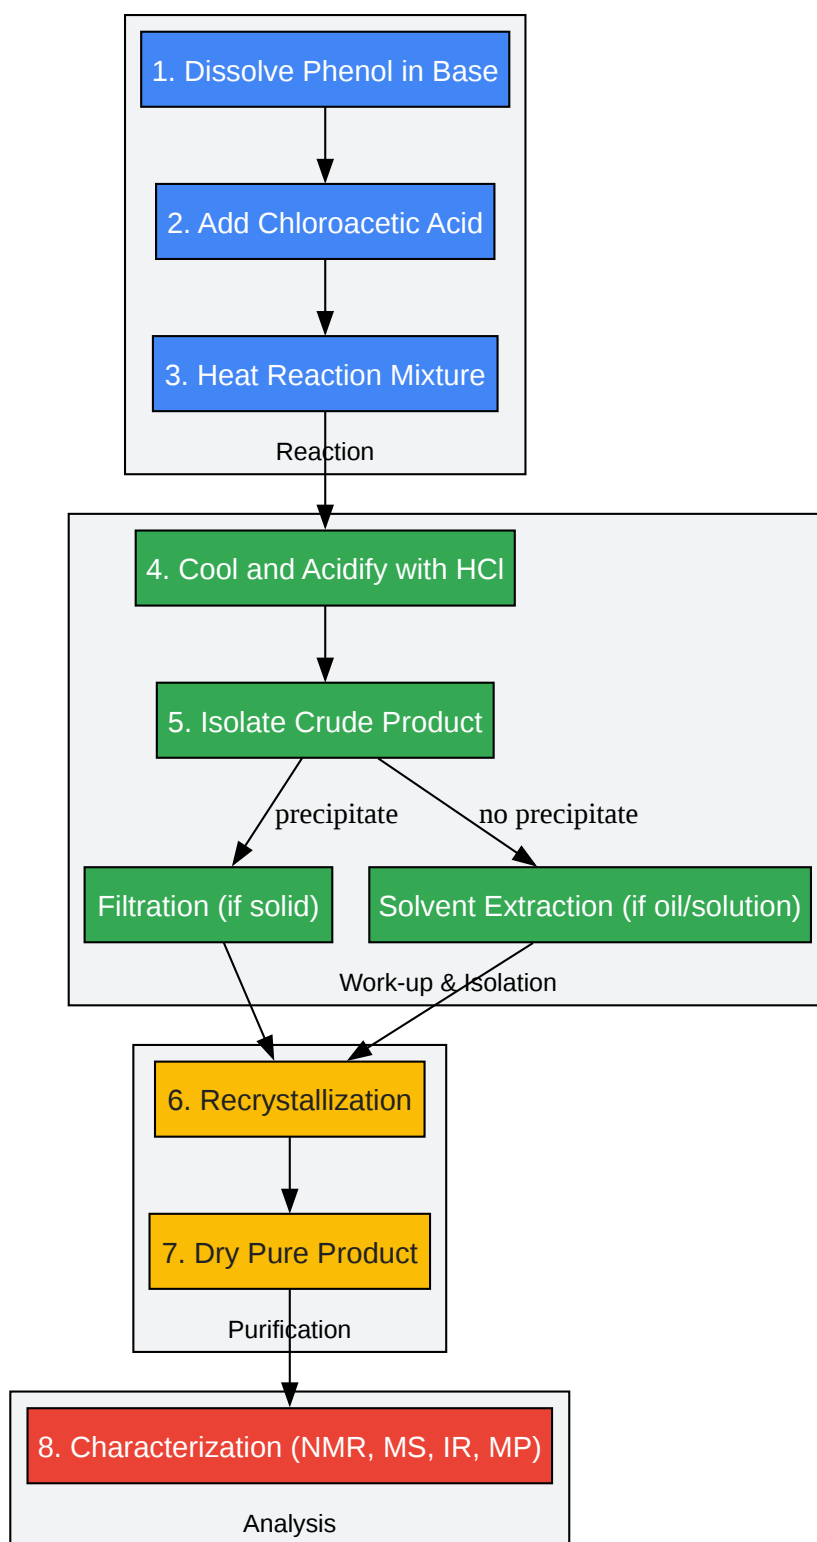 1. Dissolve Phenol in Base
2. Add Chloroacetic Acid
3. Heat Reaction Mixture
Reaction
4. Cool and Acidify with HCl
5. Isolate Crude Product
precipitate
no precipitate
Filtration (if solid)
Solvent Extraction (if oil/solution)
Work-up & Isolation
6. Recrystallization
7. Dry Pure Product
Purification
8. Characterization (NMR, MS, IR, MP)
Analysis